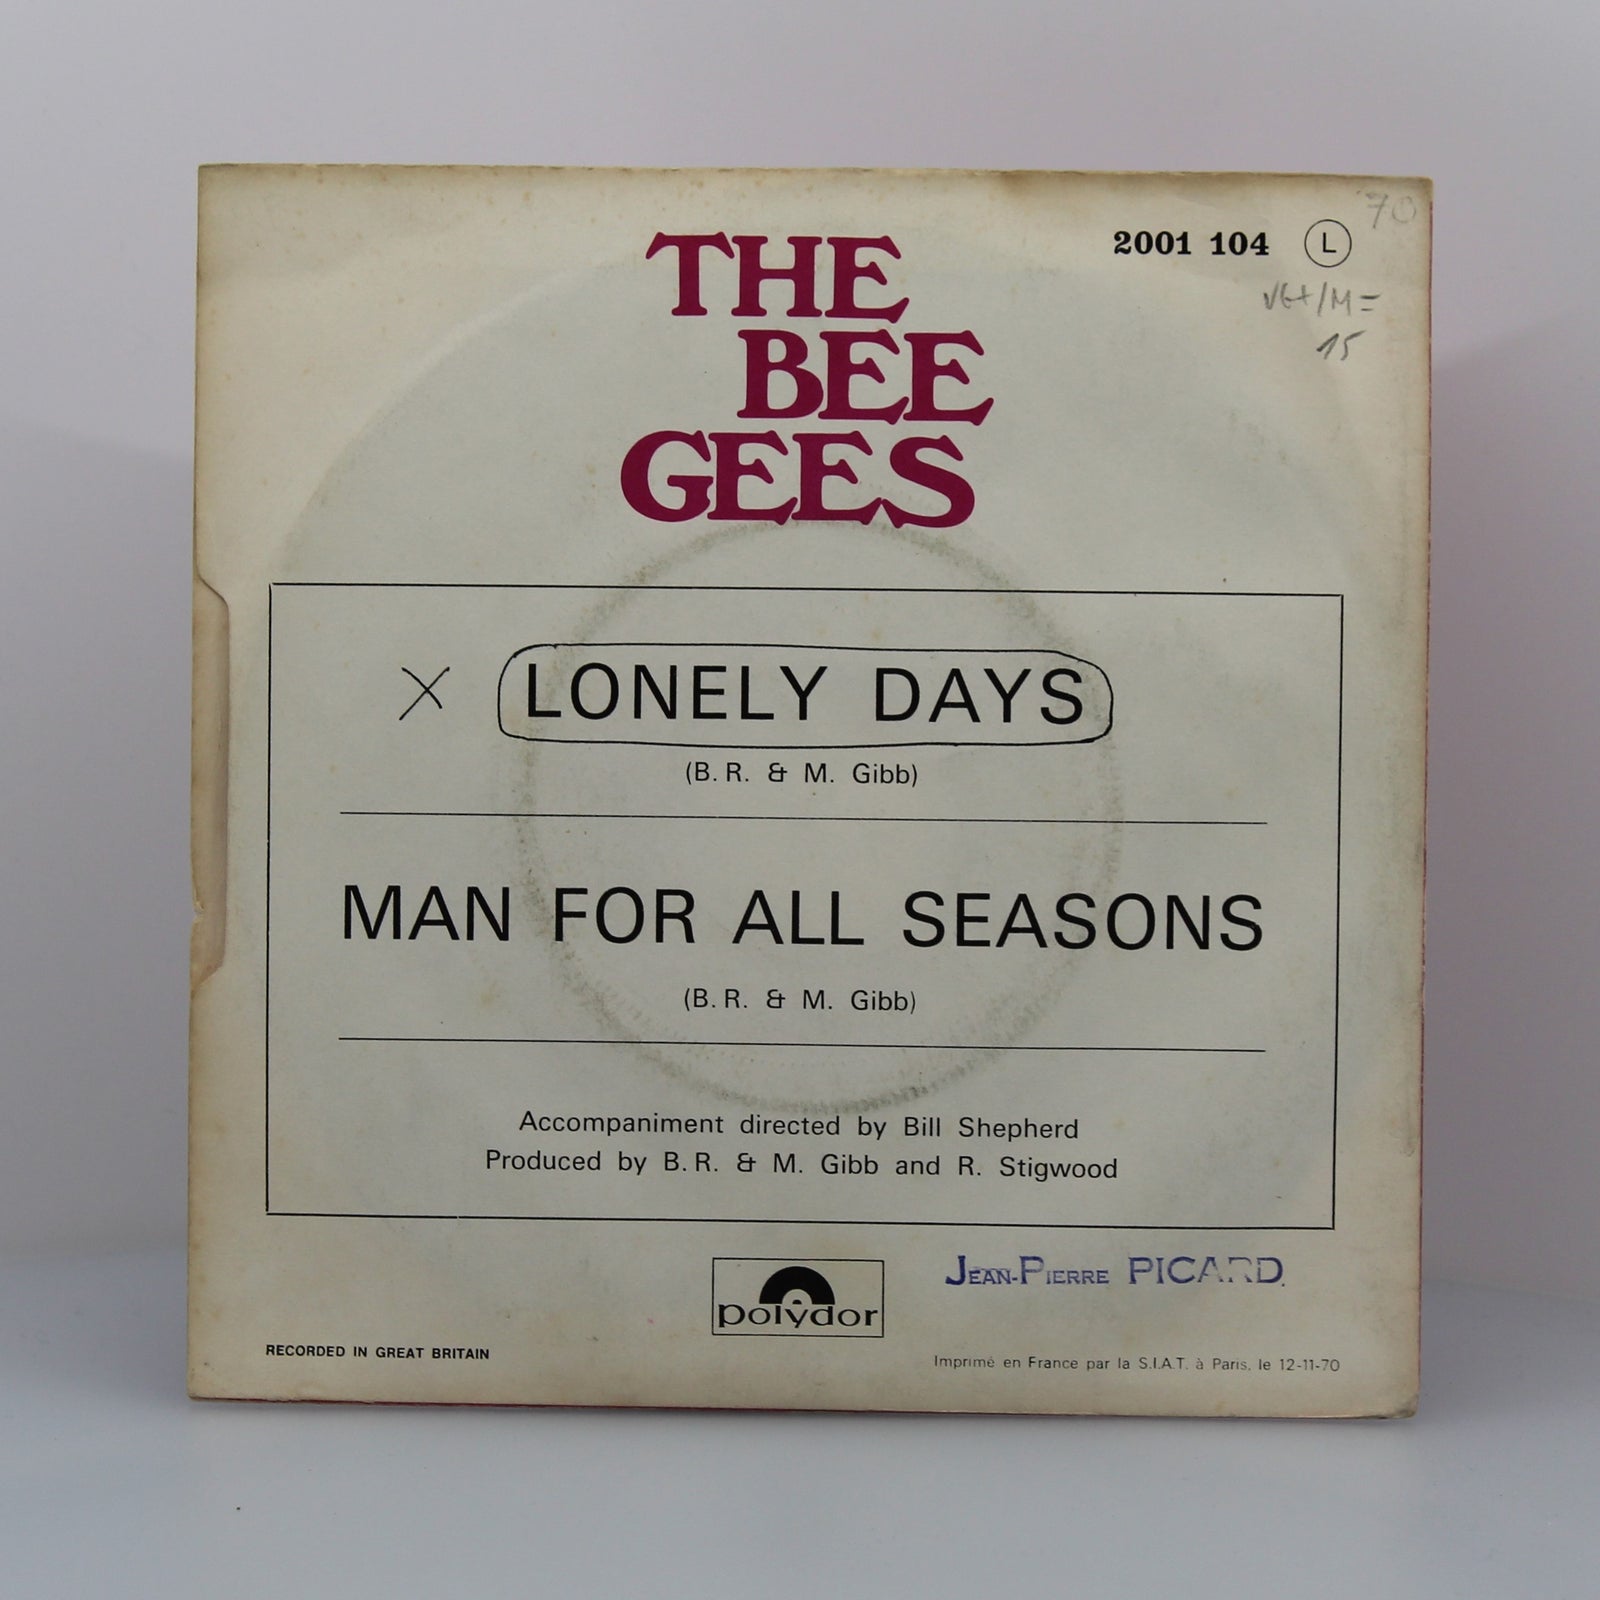 70
2001 104 L
VG+/M=
15
THE
BEE
GEES
X LONELY DAYS
(B. R. & M. Gibb)
MAN FOR ALL SEASONS
(B. R. & M. Gibb)
Accompaniment directed by Bill Shepherd
Produced by B. R. & M. Gibb and R. Stigwood
polydor
JEAN-PIERRE PICARD.
RECORDED IN GREAT BRITAIN
Imprimé en France par la S.I.A.T. à Paris, le 12-11-70